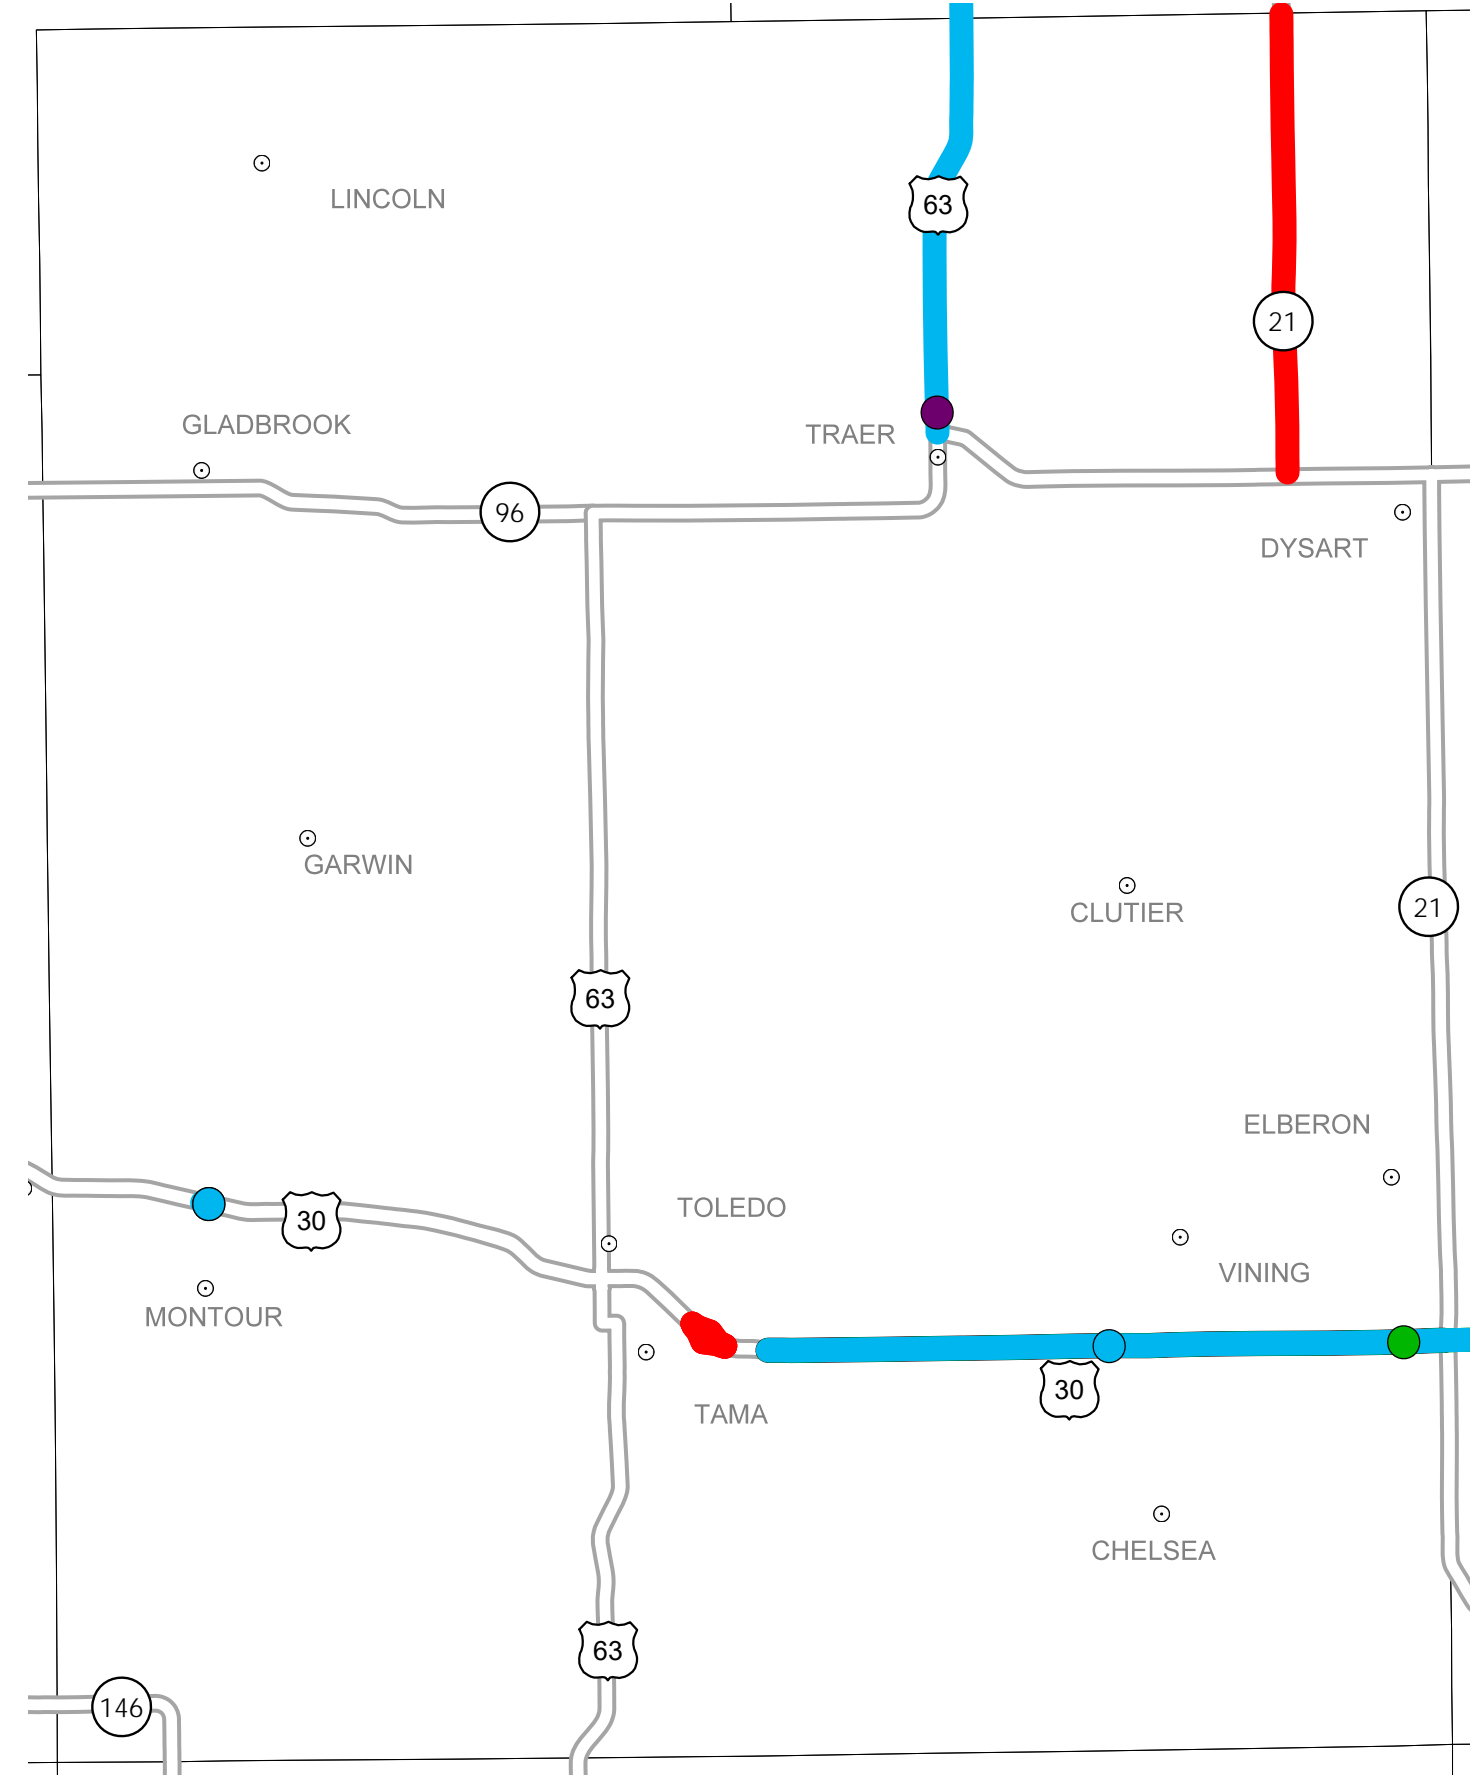 LINCOLN
63
21
GLADBROOK
TRAER
96
DYSART
GARWIN
CLUTIER
21
63
ELBERON
TOLEDO
30
VINING
MONTOUR
30
TAMA
CHELSEA
63
146